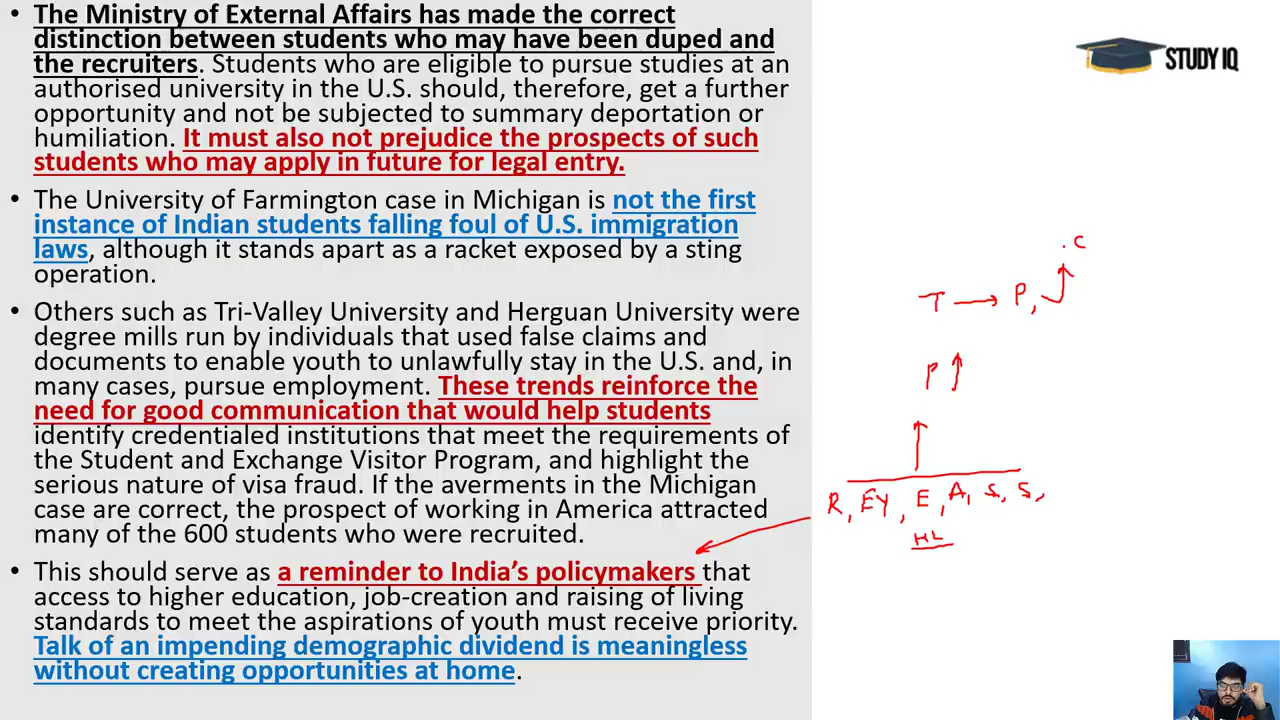 • The Ministry of External Affairs has made the correct
distinction between students who may have been duped and
the recruiters. Students who are eligible to pursue studies at an
authorised university in the U.S. should, therefore, get a further
opportunity and not be subjected to summary deportation or
humiliation. It must also not prejudice the prospects of such
students who may apply in future for legal entry.
• The University of Farmington case in Michigan is not the first
instance of Indian students falling foul of U.S. immigration
laws, although it stands apart as a racket exposed by a sting
operation.
• Others such as Tri-Valley University and Herguan University were
degree mills run by individuals that used false claims and
documents to enable youth to unlawfully stay in the U.S. and, in
many cases, pursue employment. These trends reinforce the
need for good communication that would help students
identify credentialed institutions that meet the requirements of
the Student and Exchange Visitor Program, and highlight the
serious nature of visa fraud. If the averments in the Michigan
case are correct, the prospect of working in America attracted
many of the 600 students who were recruited.
• This should serve as a reminder to India's policymakers that
access to higher education, job-creation and raising of living
standards to meet the aspirations of youth must receive priority.
Talk of an impending demographic dividend is meaningless
without creating opportunities at home.
STUDY IQ
.C
T → P,
P ↑
R, EY, E, A, S, S,
HL